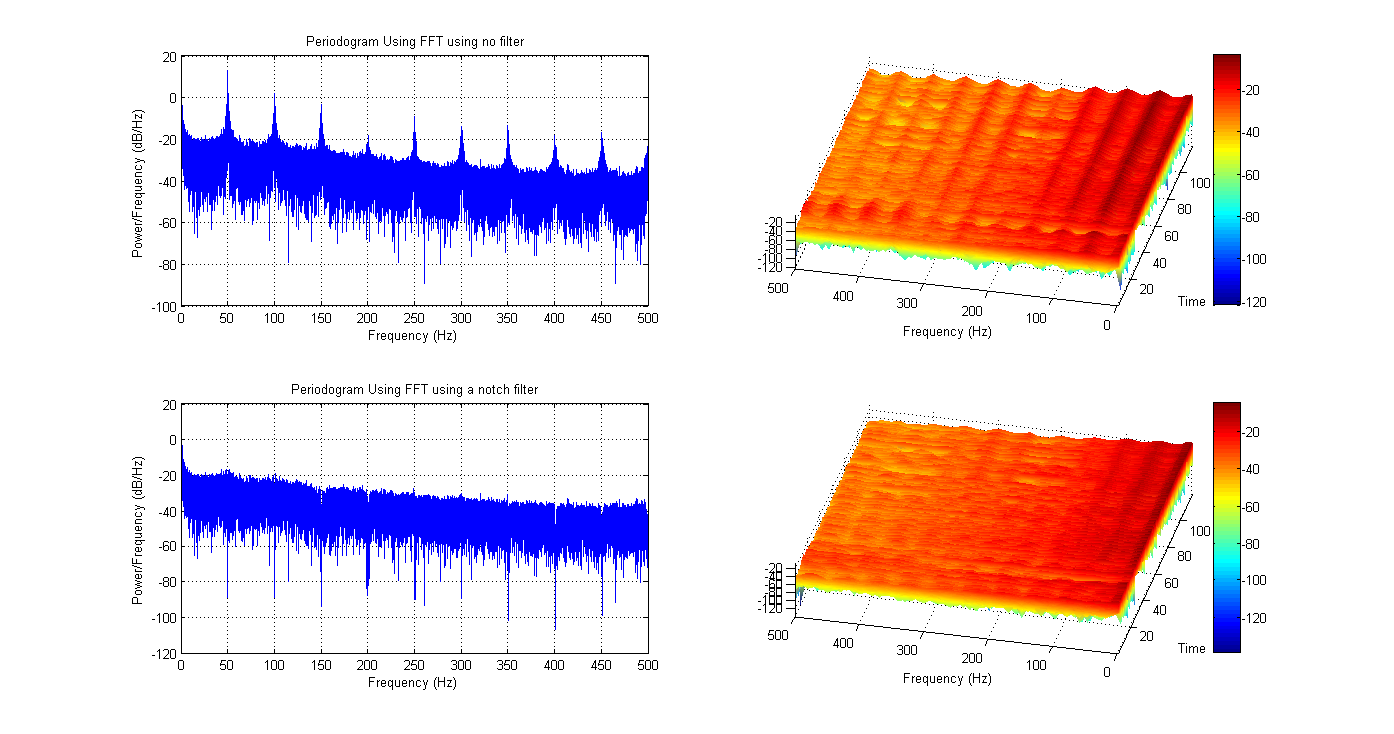 Periodogram Using FFT using no filter
20
0
-20
-40
-60
-80
-100
Power/Frequency (dB/Hz)
0 50 100 150 200 250 300 350 400 450 500
Frequency (Hz)
-20
-40
-60
-80
-100
-120
500 400 300 200 100 0
Frequency (Hz)
20 40 60 80 100
Time
-20
-40
-60
-80
-100
-120
Periodogram Using FFT using a notch filter
20
0
-20
-40
-60
-80
-100
-120
Power/Frequency (dB/Hz)
0 50 100 150 200 250 300 350 400 450 500
Frequency (Hz)
-20
-40
-60
-80
-100
-120
500 400 300 200 100 0
Frequency (Hz)
20 40 60 80 100
Time
-20
-40
-60
-80
-100
-120